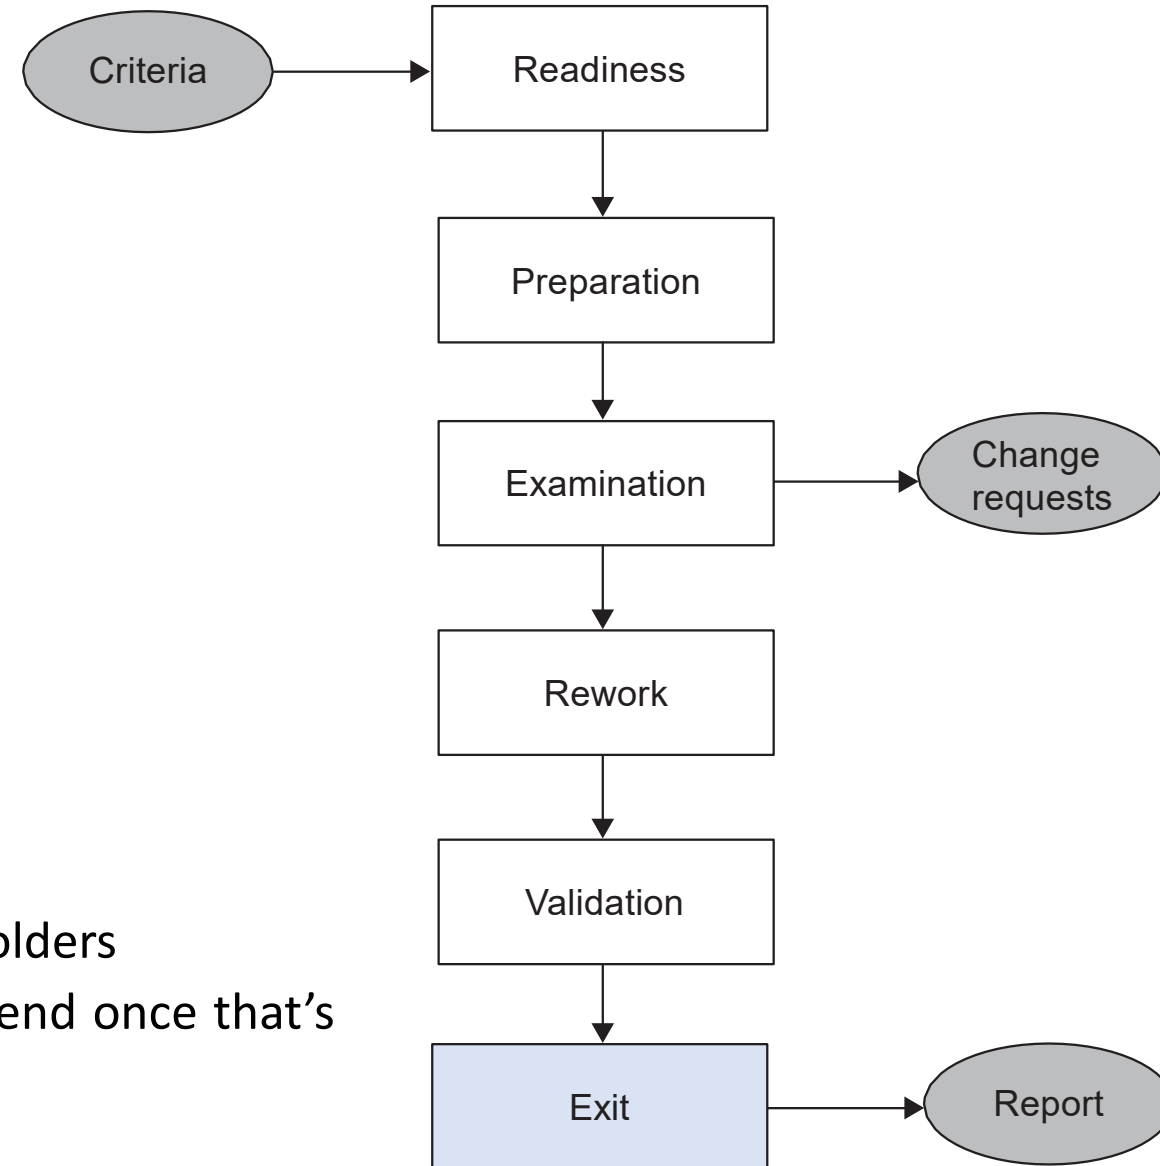 Criteria
Readiness
Preparation
Examination
Change
requests
Rework
Validation
olders
end once that's
Exit
Report